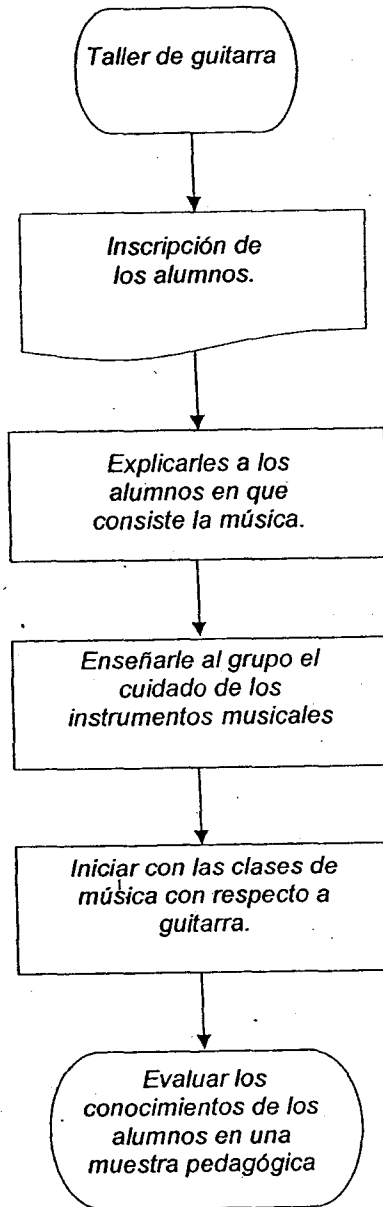 Taller de guitarra
Inscripción de
los alumnos.
Explicarles a los
alumnos en que
consiste la música.
Enseñarle al grupo el
cuidado de los
instrumentos musicales
Iniciar con las clases de
música con respecto a
guitarra.
Evaluar los
conocimientos de los
alumnos en una
muestra pedagógica